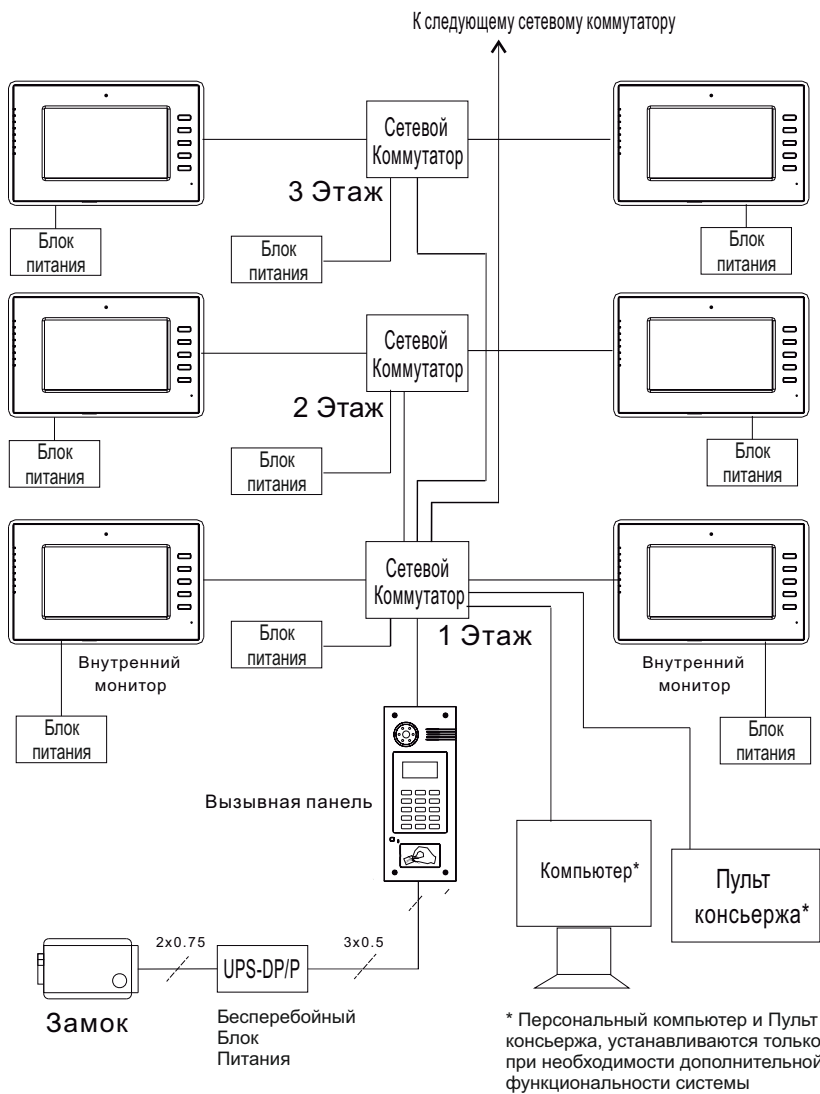 К следующему сетевому коммутатору
Сетевой
Коммутатор
3 Этаж
Блок
питания
Блок
питания
Блок
питания
Сетевой
Коммутатор
2 Этаж
Блок
питания
Блок
питания
Блок
питания
Сетевой
Коммутатор
1 Этаж
Блок
питания
Внутренний
монитор
Внутренний
монитор
Блок
питания
Блок
питания
Вызывная панель
Компьютер*
Пульт
консьержа*
2x0.75
UPS-DP/P
3x0.5
Замок
Бесперебойный
Блок
Питания
* Персональный компьютер и Пульт
консьержа, устанавливаются только
при необходимости дополнительной
функциональности системы